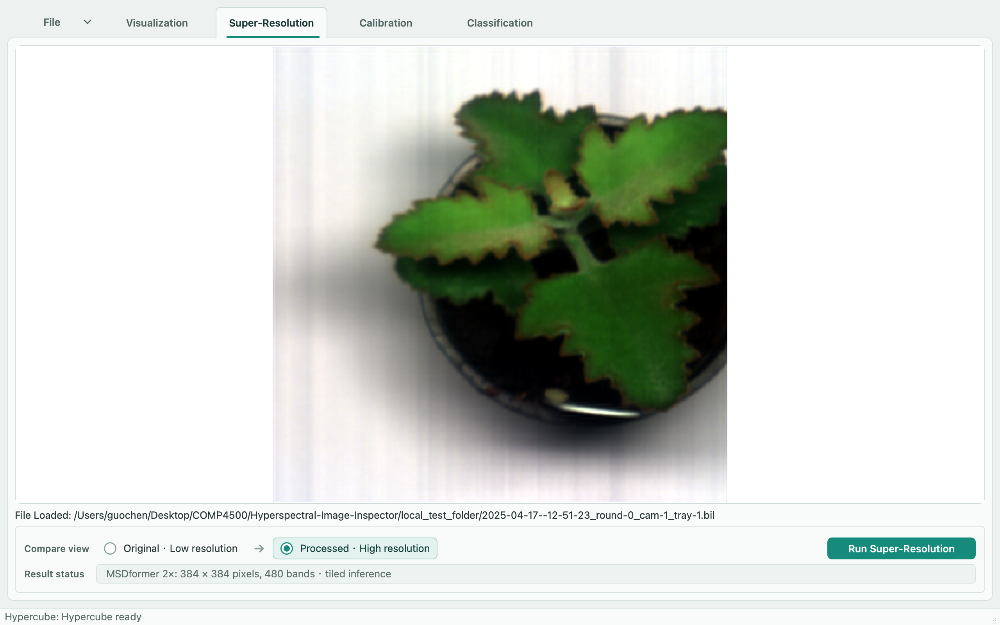 File Visualization Super-Resolution Calibration Classification
File Loaded: /Users/guochen/Desktop/COMP4500/Hyperspectral-Image-Inspector/local_test_folder/2025-04-17--12-51-23_round-0_cam-1_tray-1.bil
Compare view Original · Low resolution → Processed · High resolution Run Super-Resolution
Result status MSDformer 2×: 384 × 384 pixels, 480 bands · tiled inference
Hypercube: Hypercube ready